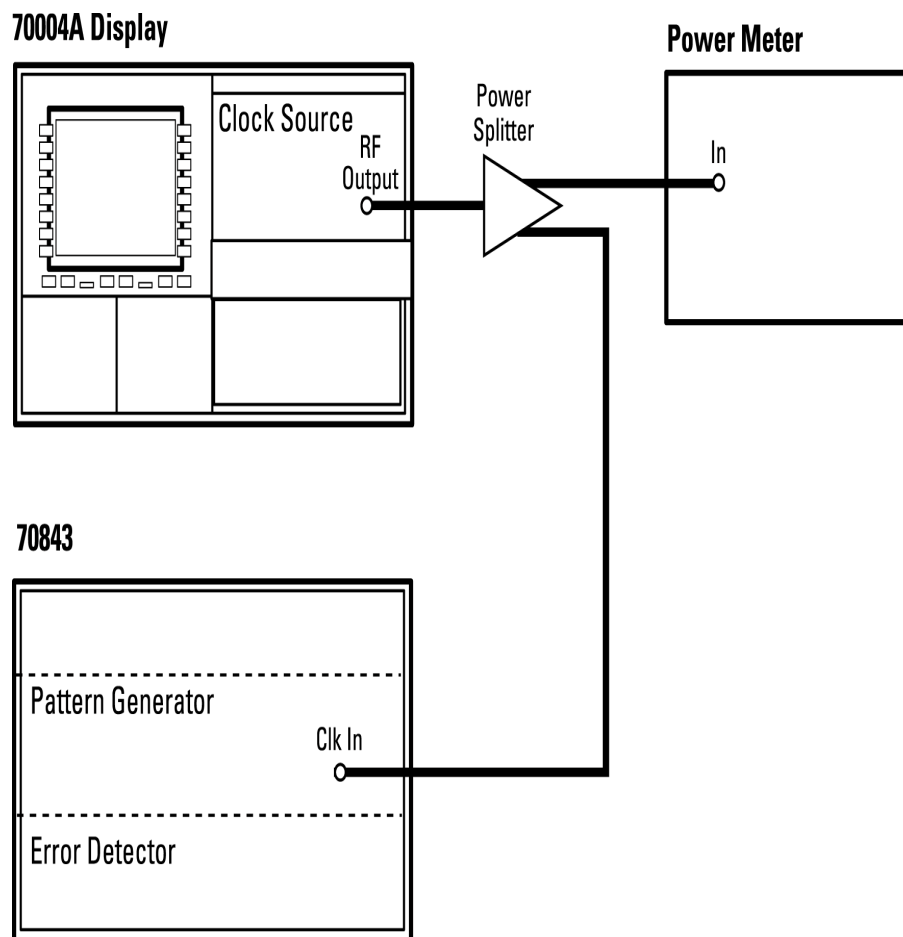 70004A Display
Power Meter
Power
Splitter
Clock Source
RF
Output
In
70843
Pattern Generator
Clk In
Error Detector